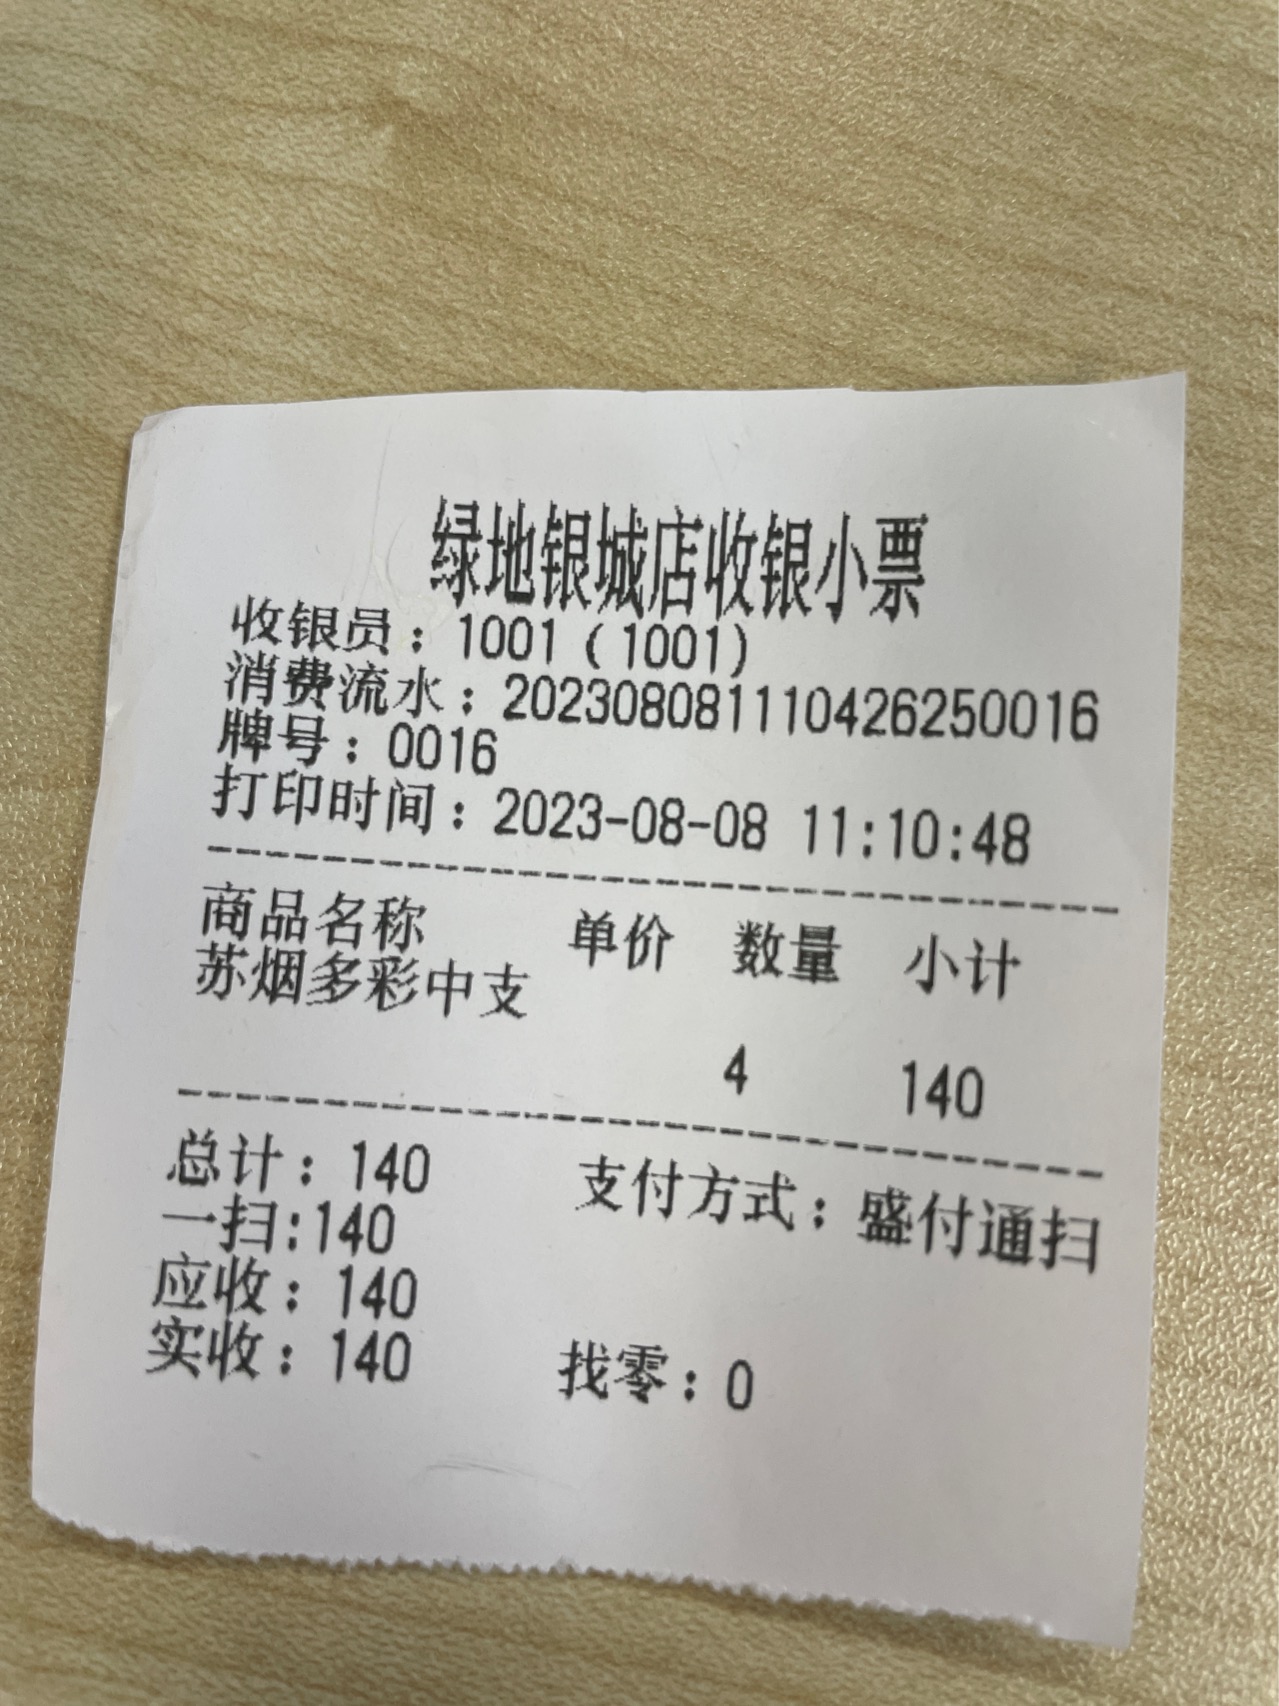 绿地银城店收银小票
收银员：1001（1001）
消费流水：202308081110426250016
牌号：0016
打印时间：2023-08-08 11:10:48
商品名称 单价 数量 小计
苏烟多彩中支
4 140
总计：140 支付方式：盛付通扫
一扫:140
应收：140
实收：140 找零：0